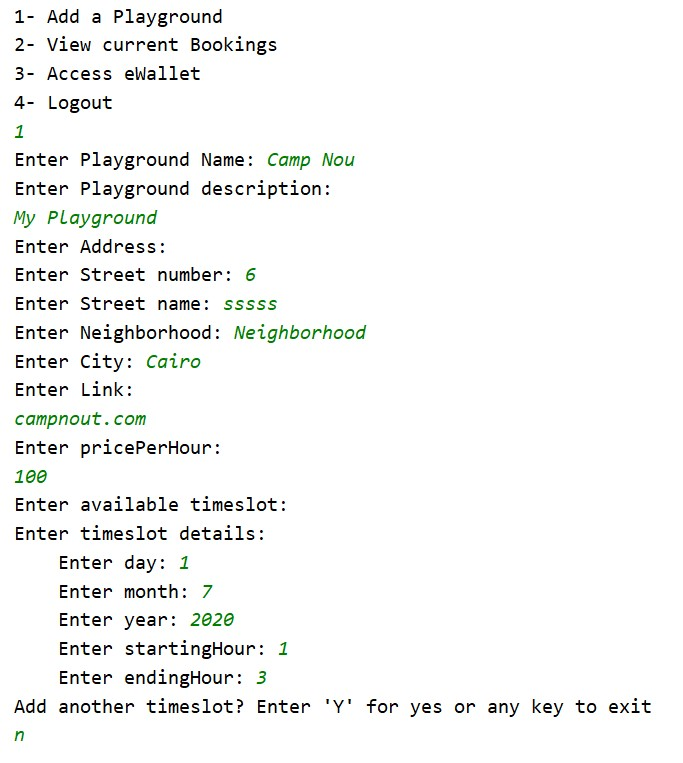 1- Add a Playground
2- View current Bookings
3- Access eWallet
4- Logout
1
Enter Playground Name: Camp Nou
Enter Playground description:
My Playground
Enter Address:
Enter Street number: 6
Enter Street name: sssss
Enter Neighborhood: Neighborhood
Enter City: Cairo
Enter Link:
campnout.com
Enter pricePerHour:
100
Enter available timeslot:
Enter timeslot details:
    Enter day: 1
    Enter month: 7
    Enter year: 2020
    Enter startingHour: 1
    Enter endingHour: 3
Add another timeslot? Enter 'Y' for yes or any key to exit
n